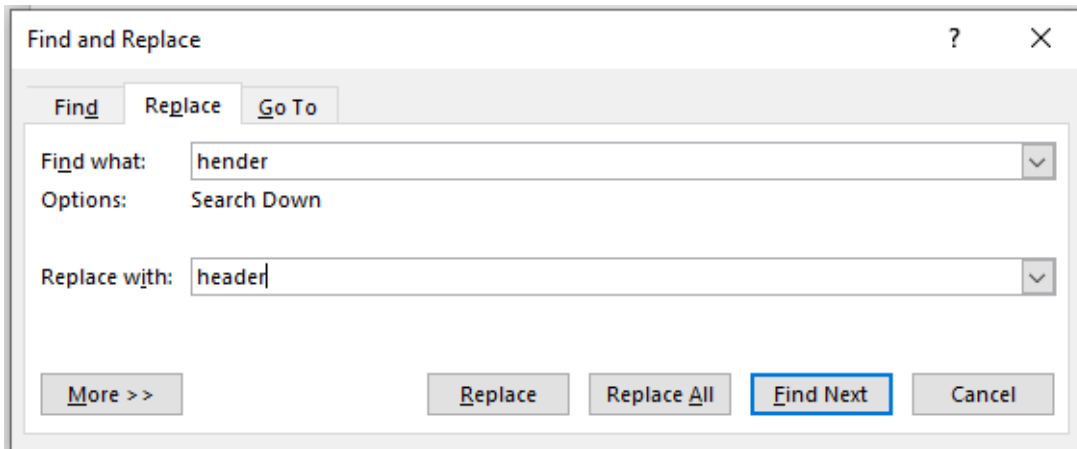 Find and Replace ?
Find Replace Go To
Find what: hender
Options: Search Down
Replace with: header
More >> Replace Replace All Find Next Cancel